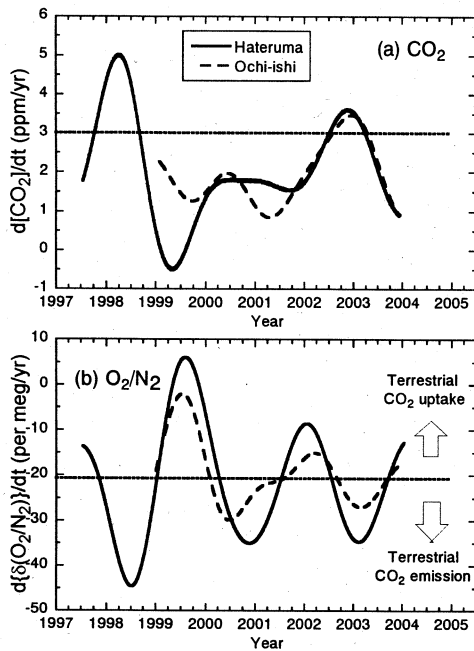 6
5
4
3
2
1
0
-1
d[CO2]/dt (ppm/yr)
Hateruma
Ochi-ishi
(a) CO2
1997 1998 1999 2000 2001 2002 2003 2004 2005
Year
10
0
-10
-20
-30
-40
-50
d{δ(O2/N2)}/dt (per meg/yr)
(b) O2/N2
Terrestrial
CO2 uptake
Terrestrial
CO2 emission
1997 1998 1999 2000 2001 2002 2003 2004 2005
Year